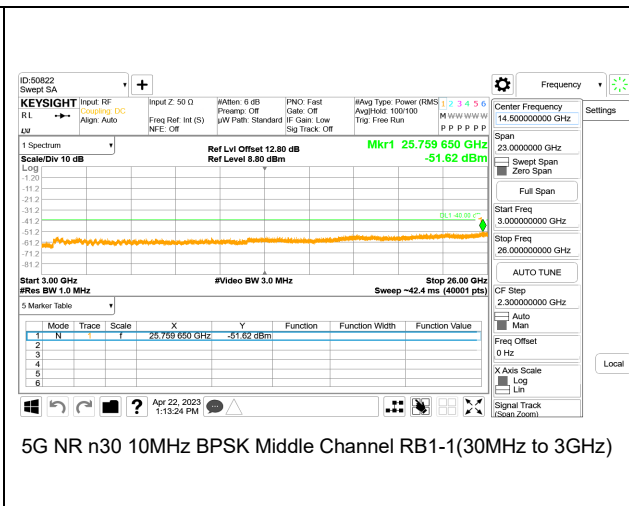 ID:50822
Swept SA
+
Frequency
KEYSIGHT
RL
Input: RF
Coupling: DC
Align: Auto
Input Z: 50 Ω
Freq Ref: Int (S)
NFE: Off
#Atten: 6 dB
Preamp: Off
µW Path: Standard
PNO: Fast
Gate: Off
IF Gain: Low
Sig Track: Off
#Avg Type: Power (RMS
Avg|Hold: 100/100
Trig: Free Run
1 2 3 4 5 6
M W W W W W
P P P P P P
Center Frequency
14.500000000 GHz
Settings
Span
23.0000000 GHz
Swept Span
Zero Span
Full Span
Start Freq
3.000000000 GHz
Stop Freq
26.000000000 GHz
AUTO TUNE
CF Step
2.300000000 GHz
Auto
Man
Freq Offset
0 Hz
X Axis Scale
Log
Lin
Local
Signal Track
(Span Zoom)
1 Spectrum
Scale/Div 10 dB
Log
Ref Lvl Offset 12.80 dB
Ref Level 8.80 dBm
Mkr1 25.759 650 GHz
-51.62 dBm
-1.20
-11.2
-21.2
-31.2
-41.2
-51.2
-61.2
-71.2
-81.2
Start 3.00 GHz
#Res BW 1.0 MHz
#Video BW 3.0 MHz
Stop 26.00 GHz
Sweep ~42.4 ms (40001 pts)
5 Marker Table
Mode Trace Scale X Y Function Function Width Function Value
1 N 1 f 25.759 650 GHz -51.62 dBm
2
3
4
5
6
?
Apr 22, 2023
1:13:24 PM
5G NR n30 10MHz BPSK Middle Channel RB1-1(30MHz to 3GHz)